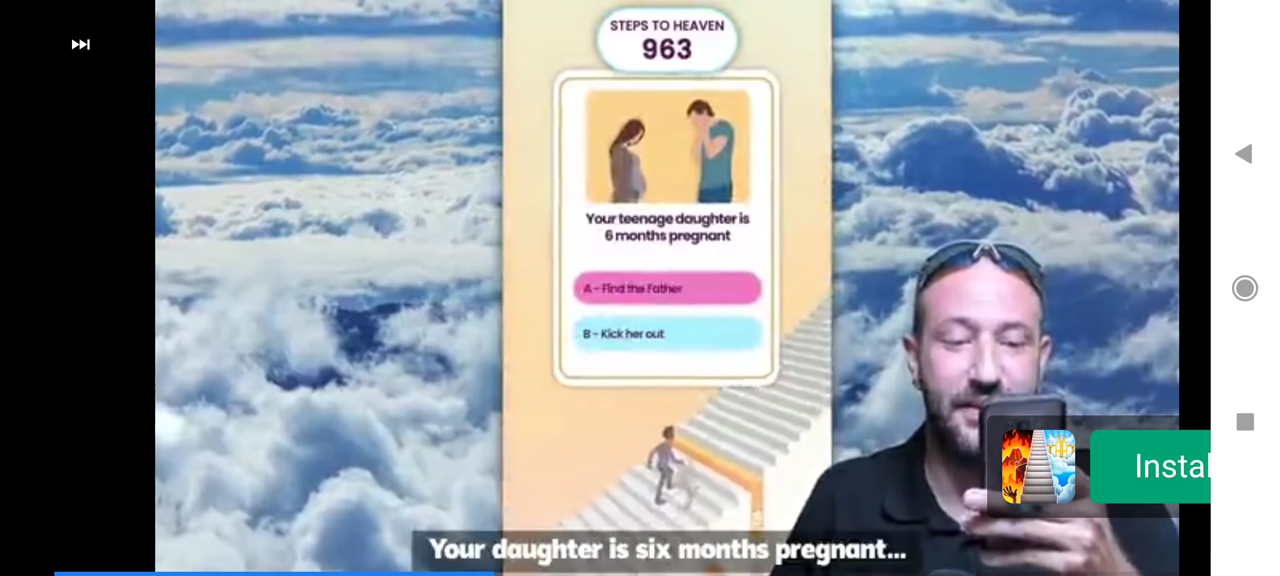 STEPS TO HEAVEN
963
Your teenage daughter is
6 months pregnant
A - Find the Father
B - Kick her out
Instal
Your daughter is six months pregnant...